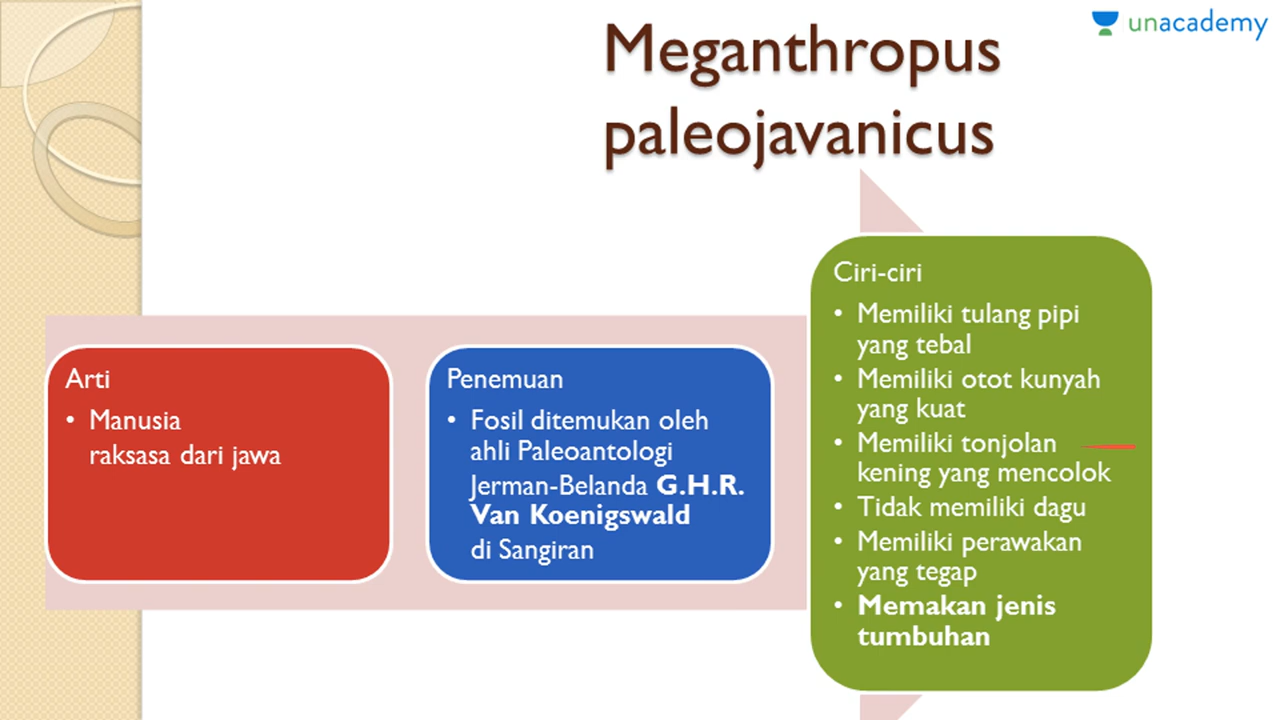 unacademy
Meganthropus
paleojavanicus
Arti
• Manusia
raksasa dari jawa
Penemuan
• Fosil ditemukan oleh
ahli Paleoantologi
Jerman-Belanda G.H.R.
Van Koenigswald
di Sangiran
Ciri-ciri
• Memiliki tulang pipi
yang tebal
• Memiliki otot kunyah
yang kuat
• Memiliki tonjolan
kening yang mencolok
• Tidak memiliki dagu
• Memiliki perawakan
yang tegap
• Memakan jenis
tumbuhan